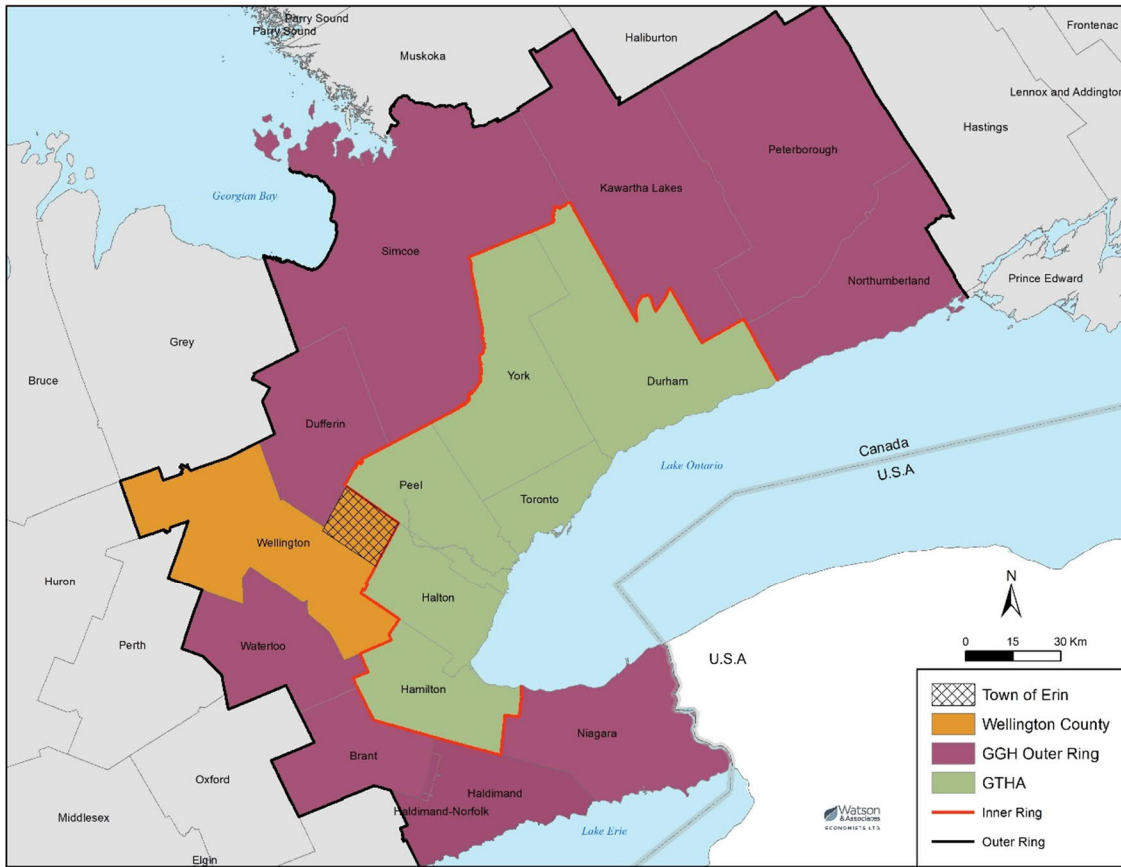 Parry Sound
Parry Sound
Muskoka
Haliburton
Frontenac
Lennox and Addington
Hastings
Peterborough
Kawartha Lakes
Georgian Bay
Simcoe
Northumberland
Prince Edward
Grey
Bruce
York
Durham
Dufferin
Lake Ontario
Canada
U.S.A
Peel
Toronto
Wellington
Huron
Halton
Perth
Waterloo
U.S.A
N
0 15 30 Km
Hamilton
Niagara
Brant
Oxford
Haldimand
Haldimand-Norfolk
Middlesex
Lake Erie
Elgin
Town of Erin
Wellington County
GGH Outer Ring
GTHA
Inner Ring
Outer Ring
Watson
& Associates
ECONOMISTS LTD.